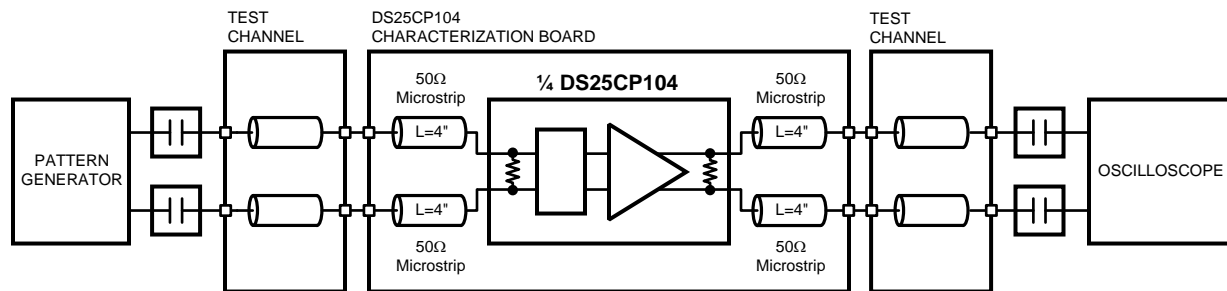 TEST
CHANNEL
DS25CP104
CHARACTERIZATION BOARD
TEST
CHANNEL
50Ω
Microstrip
¼ DS25CP104
50Ω
Microstrip
L=4"
L=4"
PATTERN
GENERATOR
OSCILLOSCOPE
L=4"
L=4"
50Ω
Microstrip
50Ω
Microstrip